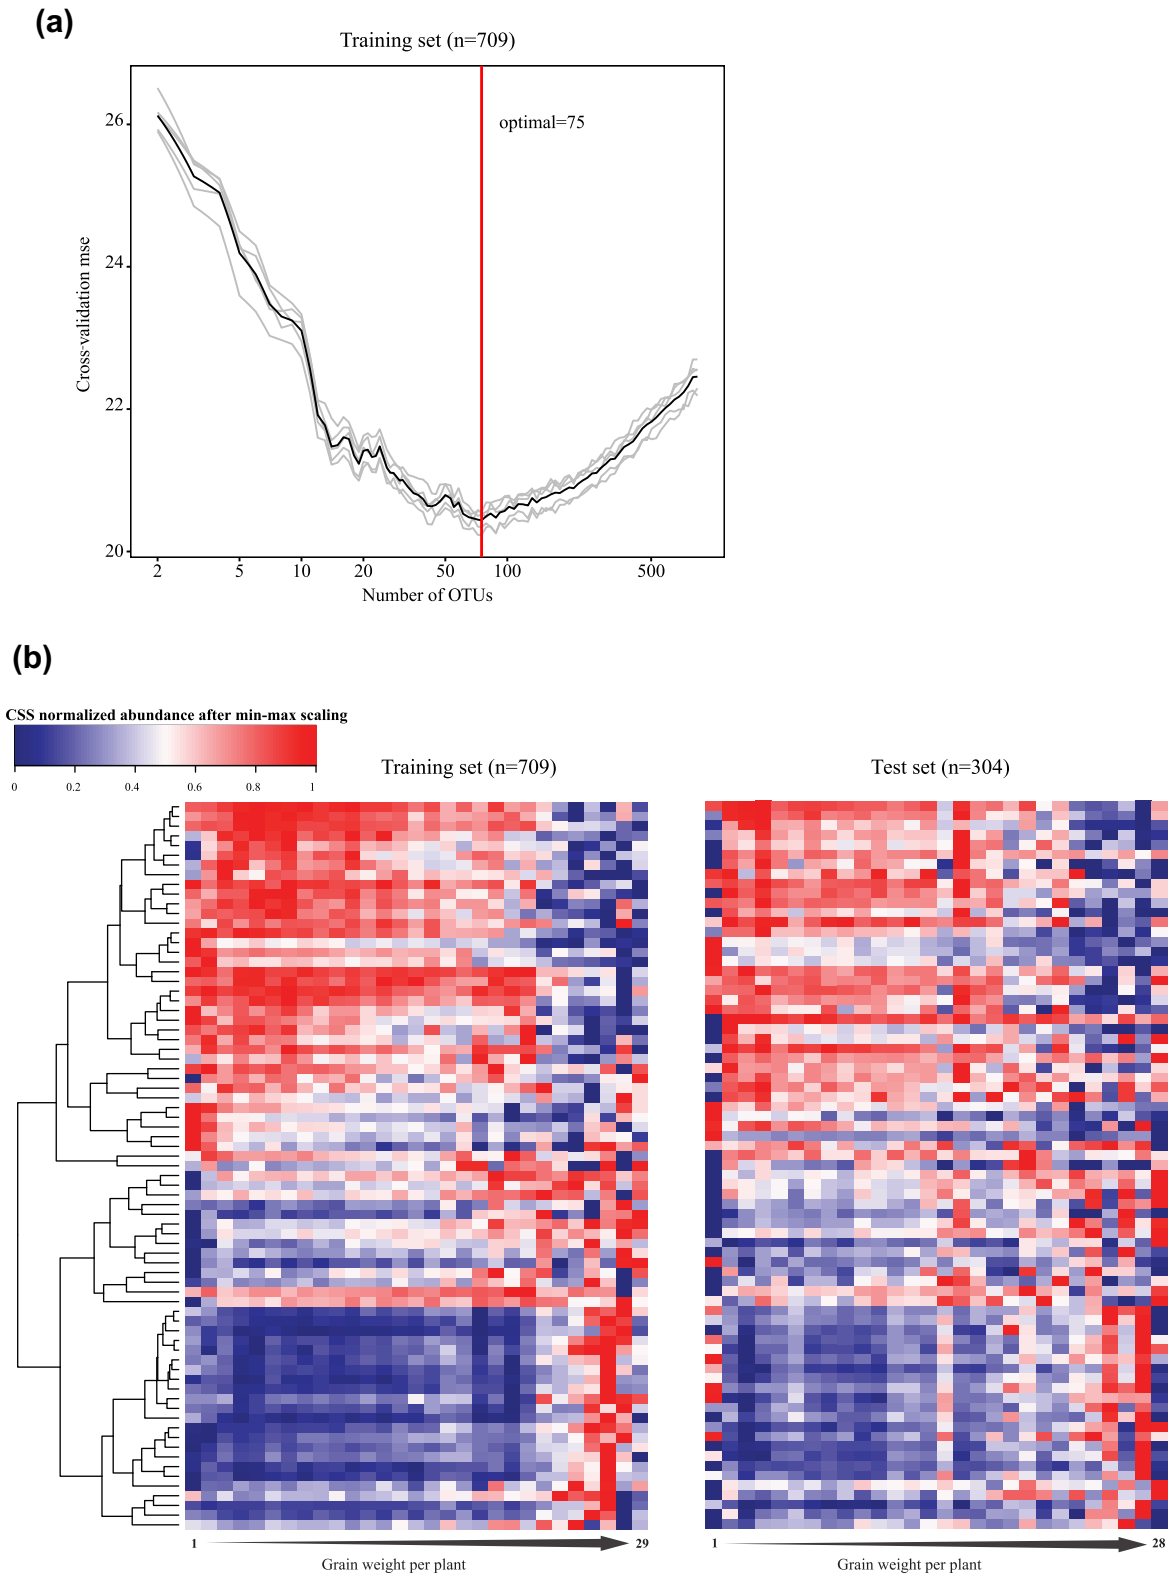 (a)
Training set (n=709)
optimal=75
Cross-validation mse
26
24
22
20
2 5 10 20 50 100 500
Number of OTUs
(b)
CSS normalized abundance after min-max scaling
0 0.2 0.4 0.6 0.8 1
Training set (n=709)
Test set (n=304)
1 29
Grain weight per plant
1 28
Grain weight per plant